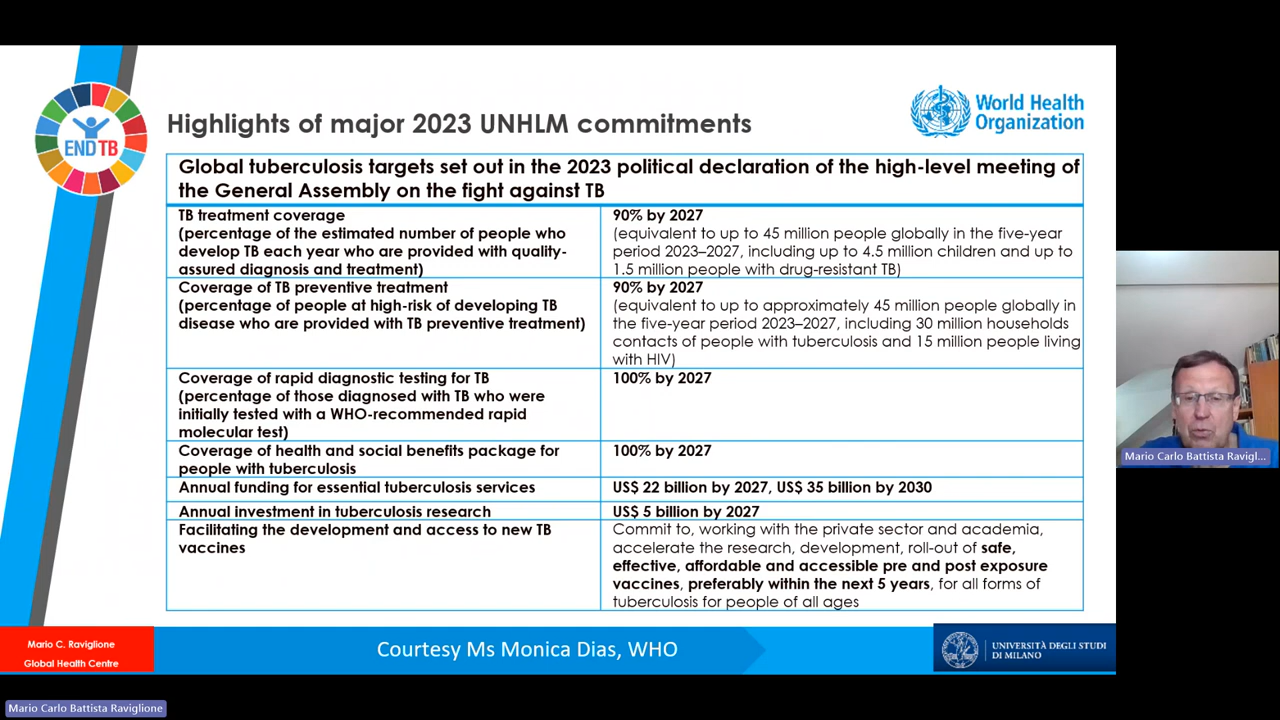 END TB
Highlights of major 2023 UNHLM commitments
World Health
Organization
Global tuberculosis targets set out in the 2023 political declaration of the high-level meeting of
the General Assembly on the fight against TB
TB treatment coverage
(percentage of the estimated number of people who
develop TB each year who are provided with quality-
assured diagnosis and treatment)
90% by 2027
(equivalent to up to 45 million people globally in the five-year
period 2023–2027, including up to 4.5 million children and up to
1.5 million people with drug-resistant TB)
Coverage of TB preventive treatment
(percentage of people at high-risk of developing TB
disease who are provided with TB preventive treatment)
90% by 2027
(equivalent to up to approximately 45 million people globally in
the five-year period 2023–2027, including 30 million households
contacts of people with tuberculosis and 15 million people living
with HIV)
Coverage of rapid diagnostic testing for TB
(percentage of those diagnosed with TB who were
initially tested with a WHO-recommended rapid
molecular test)
100% by 2027
Coverage of health and social benefits package for
people with tuberculosis
100% by 2027
Annual funding for essential tuberculosis services
US$ 22 billion by 2027, US$ 35 billion by 2030
Annual investment in tuberculosis research
US$ 5 billion by 2027
Facilitating the development and access to new TB
vaccines
Commit to, working with the private sector and academia,
accelerate the research, development, roll-out of safe,
effective, affordable and accessible pre and post exposure
vaccines, preferably within the next 5 years, for all forms of
tuberculosis for people of all ages
Mario Carlo Battista Ravigl...
Mario C. Raviglione
Global Health Centre
Courtesy Ms Monica Dias, WHO
UNIVERSITÀ DEGLI STUDI
DI MILANO
Mario Carlo Battista Raviglione